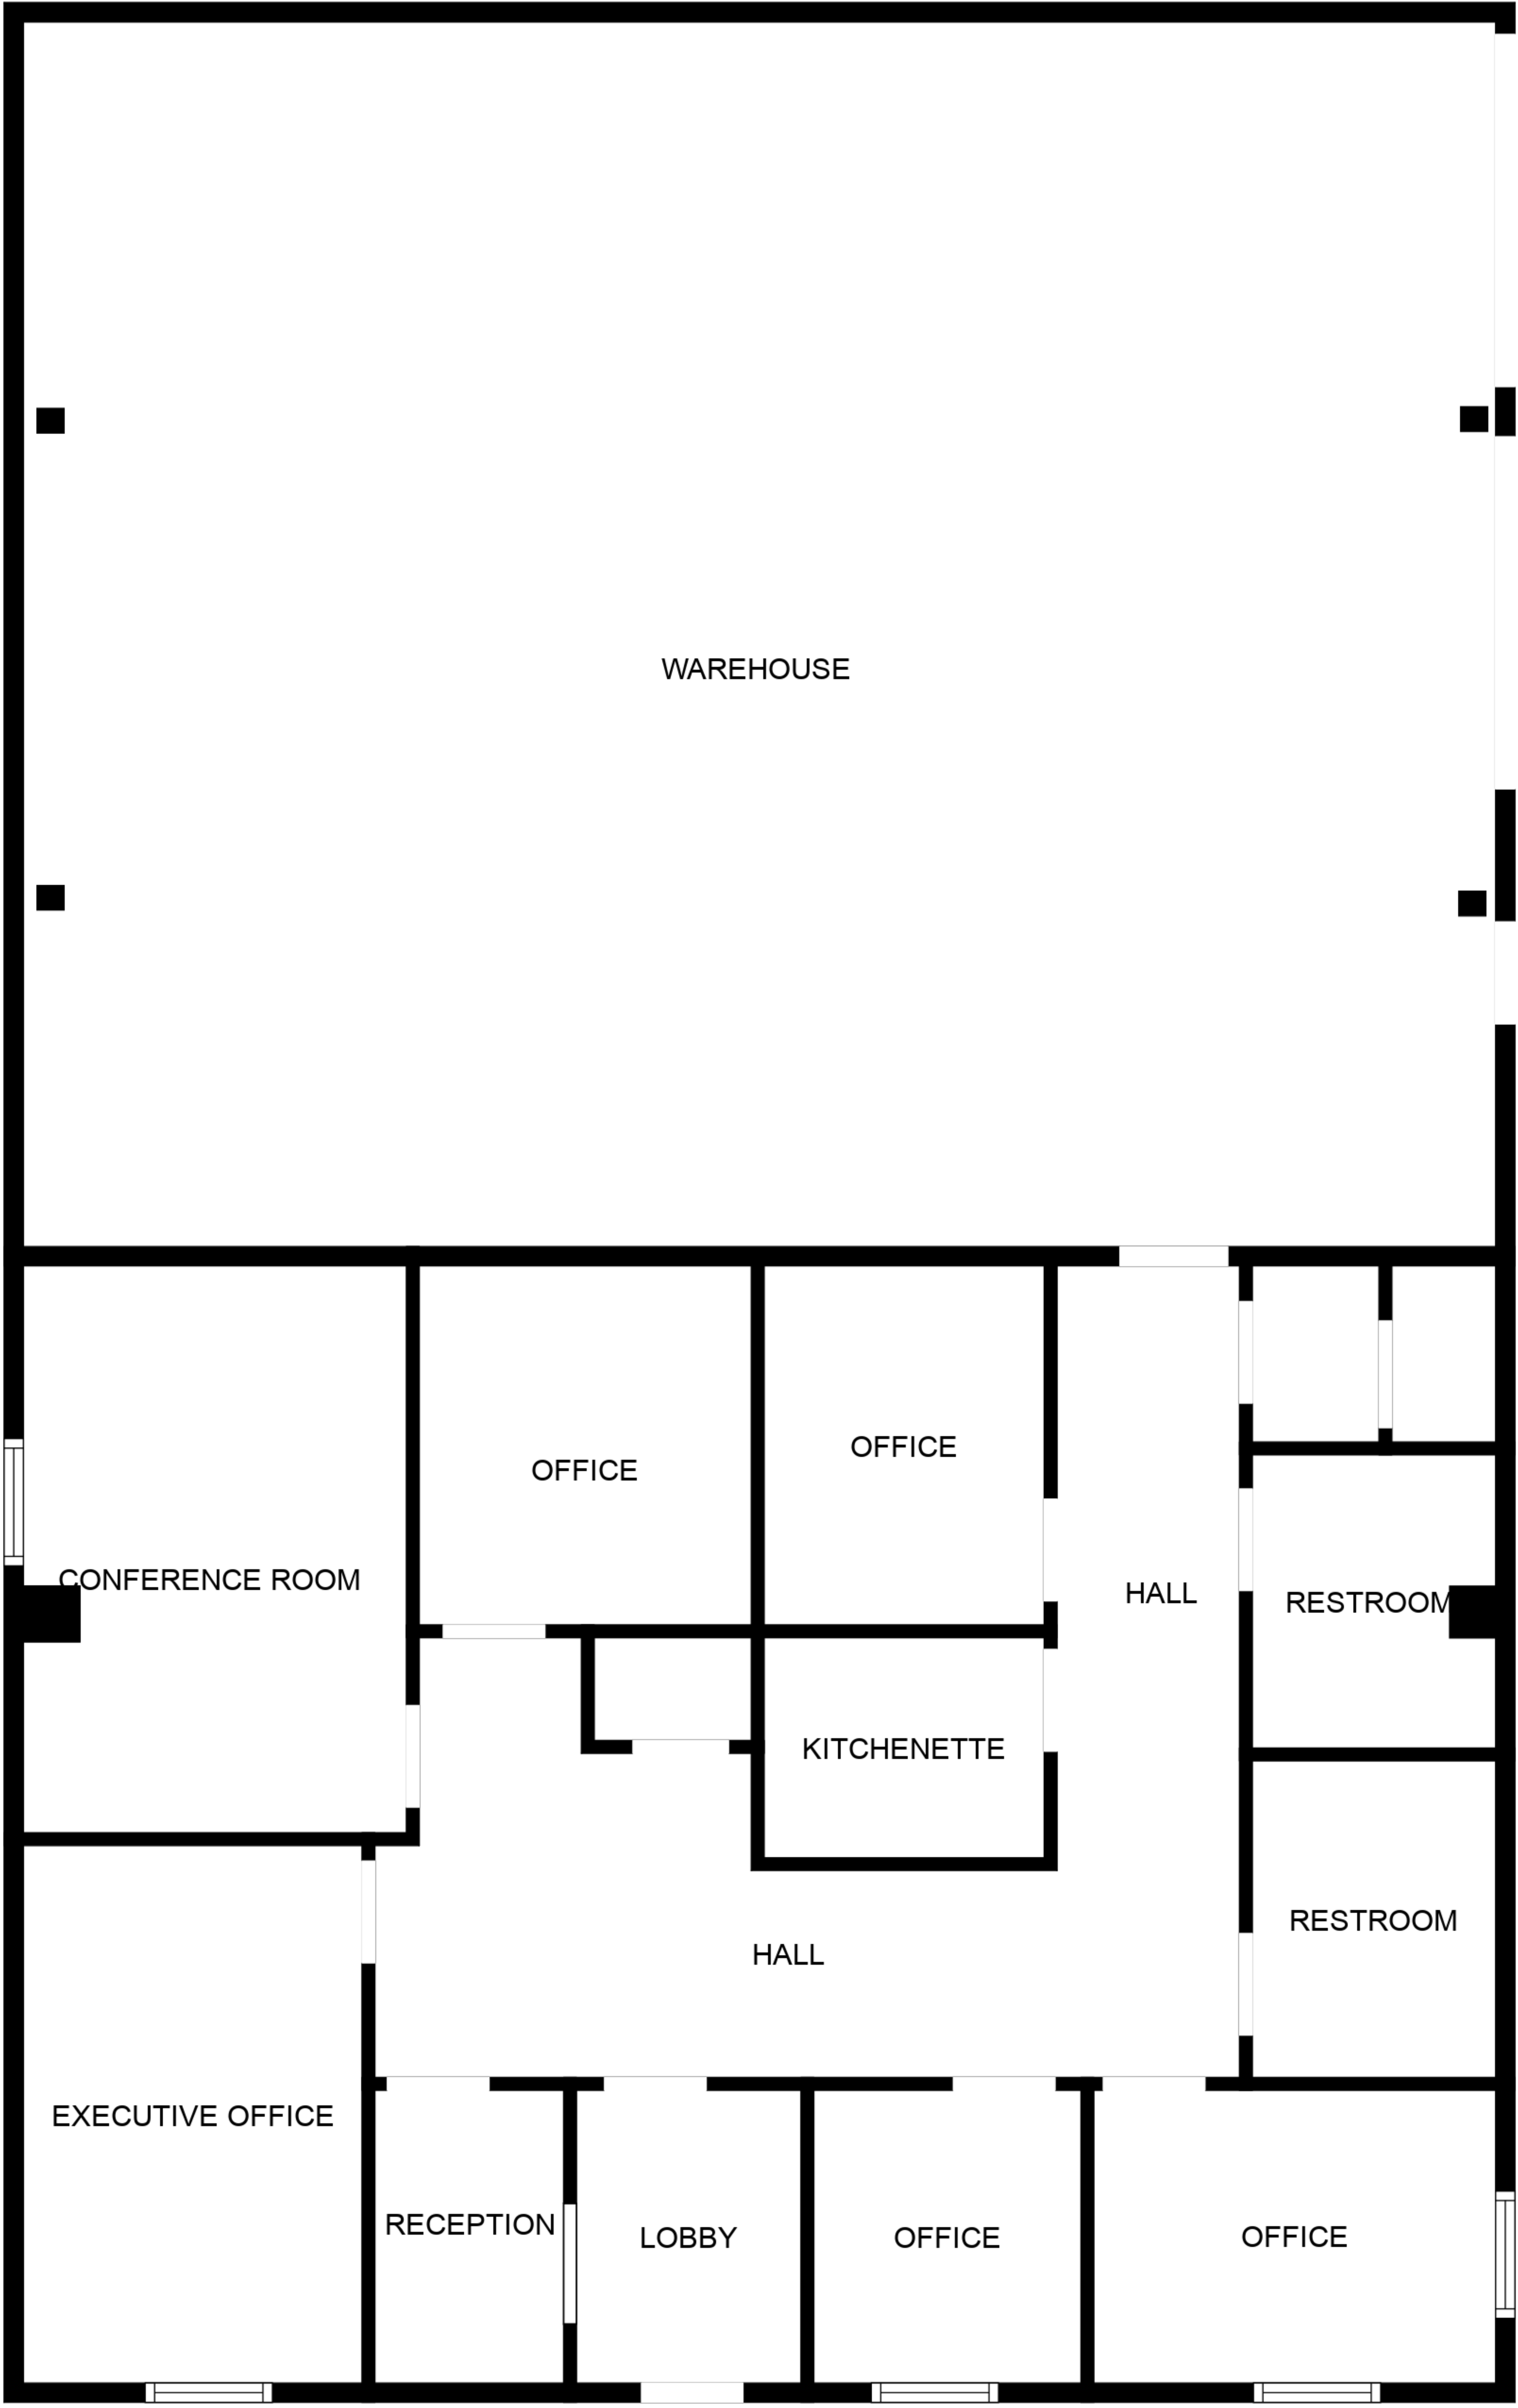 WAREHOUSE
OFFICE
OFFICE
CONFERENCE ROOM
HALL
RESTROOM
KITCHENETTE
RESTROOM
HALL
EXECUTIVE OFFICE
RECEPTION
LOBBY
OFFICE
OFFICE